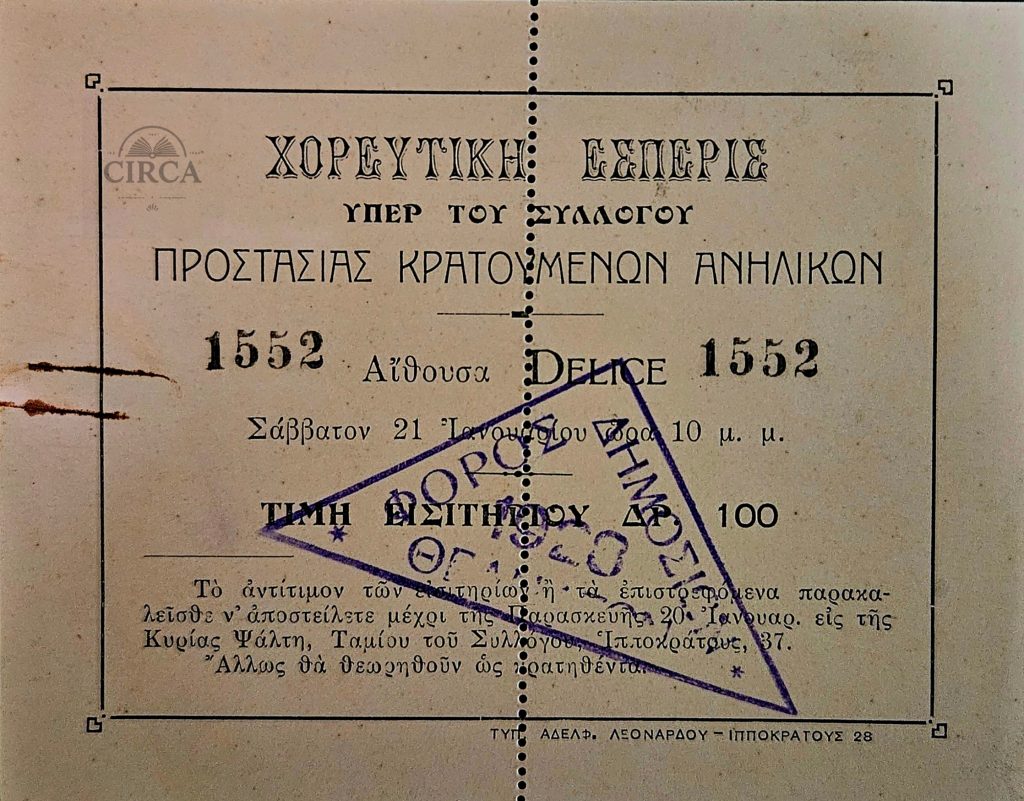 CIRCA
ΧΟΡΕΥΤΙΚΗ ΕΣΠΕΡΙΣ
ΥΠΕΡ ΤΟΥ ΣΥΛΛΟΓΟΥ
ΠΡΟΣΤΑΣΙΑΣ ΚΡΑΤΟΥΜΕΝΩΝ ΑΝΗΛΙΚΩΝ
1552 Αἴθουσα DELICE 1552
Σάββατον 21 Ἰανουαρίου ὥρα 10 μ. μ.
ΤΙΜΗ ΕΙΣΙΤΗΡΙΟΥ ΔΡ. 100
ΦΟΡΟΣ
ΔΗΜΟΣΙ
Τὸ ἀντίτιμον τῶν εἰσιτηρίων ἢ τὰ ἐπιστρεφόμενα παρακα-
λεῖσθε ν' ἀποστείλετε μέχρι τῆς Παρασκευῆς 20 Ἰανουαρ. εἰς τῆς
Κυρίας Ψάλτη, Ταμίου τοῦ Συλλόγου, Ἱπποκράτους, 37.
Ἄλλως θὰ θεωρηθοῦν ὡς κρατηθέντα.
ΤΥΠ. ΑΔΕΛΦ. ΛΕΟΝΑΡΔΟΥ – ΙΠΠΟΚΡΑΤΟΥΣ 28